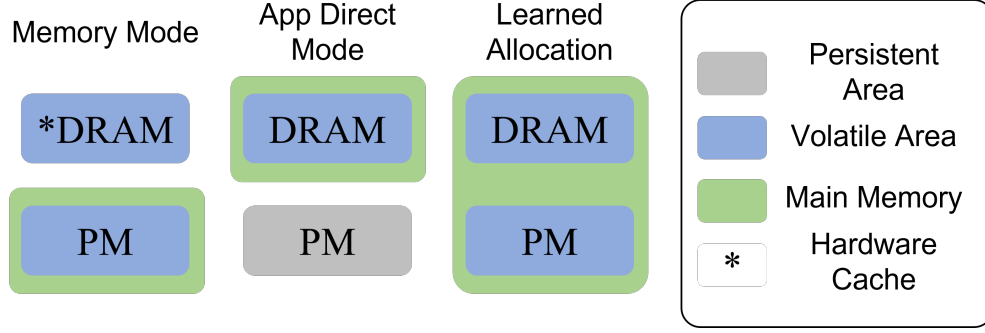 Memory Mode
*DRAM
PM
App Direct
Mode
DRAM
PM
Learned
Allocation
DRAM
PM
Persistent
Area
Volatile Area
Main Memory
*
Hardware
Cache